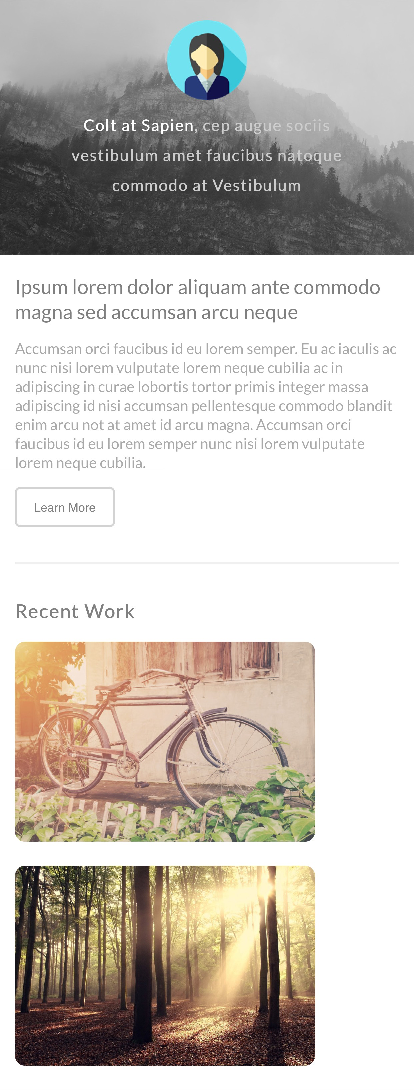 Colt at Sapien, cep augue sociis
vestibulum amet faucibus natoque
commodo at Vestibulum
Ipsum lorem dolor aliquam ante commodo
magna sed accumsan arcu neque
Accumsan orci faucibus id eu lorem semper. Eu ac iaculis ac
nunc nisi lorem vulputate lorem neque cubilia ac in
adipiscing in curae lobortis tortor primis integer massa
adipiscing id nisi accumsan pellentesque commodo blandit
enim arcu not at amet id arcu magna. Accumsan orci
faucibus id eu lorem semper nunc nisi lorem vulputate
lorem neque cubilia.
Learn More
Recent Work